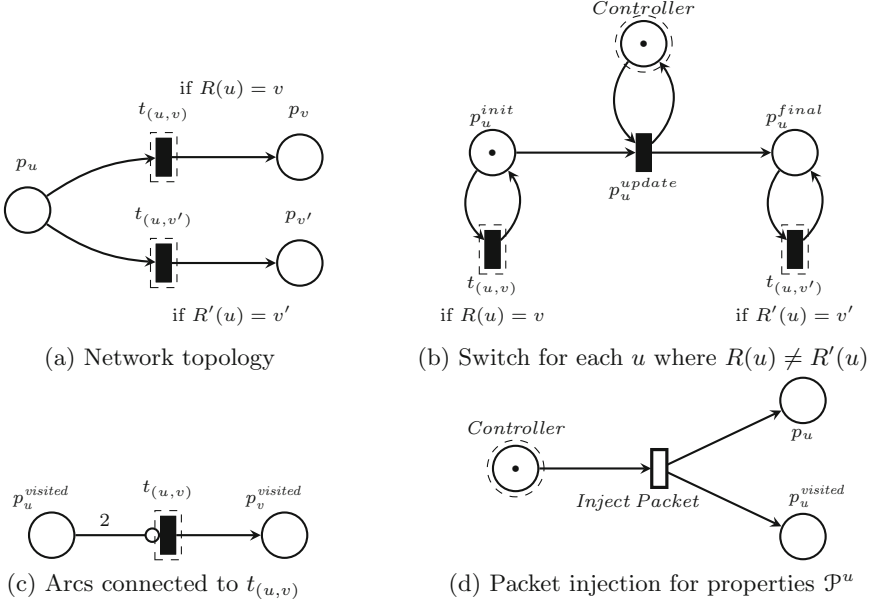 if R(u) = v
t(u,v)
p_v
p_u
t(u,v')
p_v'
if R'(u) = v'
(a) Network topology
Controller
p_u^init
p_u^final
p_u^update
t(u,v)
t(u,v')
if R(u) = v
if R'(u) = v'
(b) Switch for each u where R(u) ≠ R'(u)
p_u^visited
t(u,v)
p_v^visited
2
(c) Arcs connected to t(u,v)
Controller
Inject Packet
p_u
p_u^visited
(d) Packet injection for properties 𝒫^u